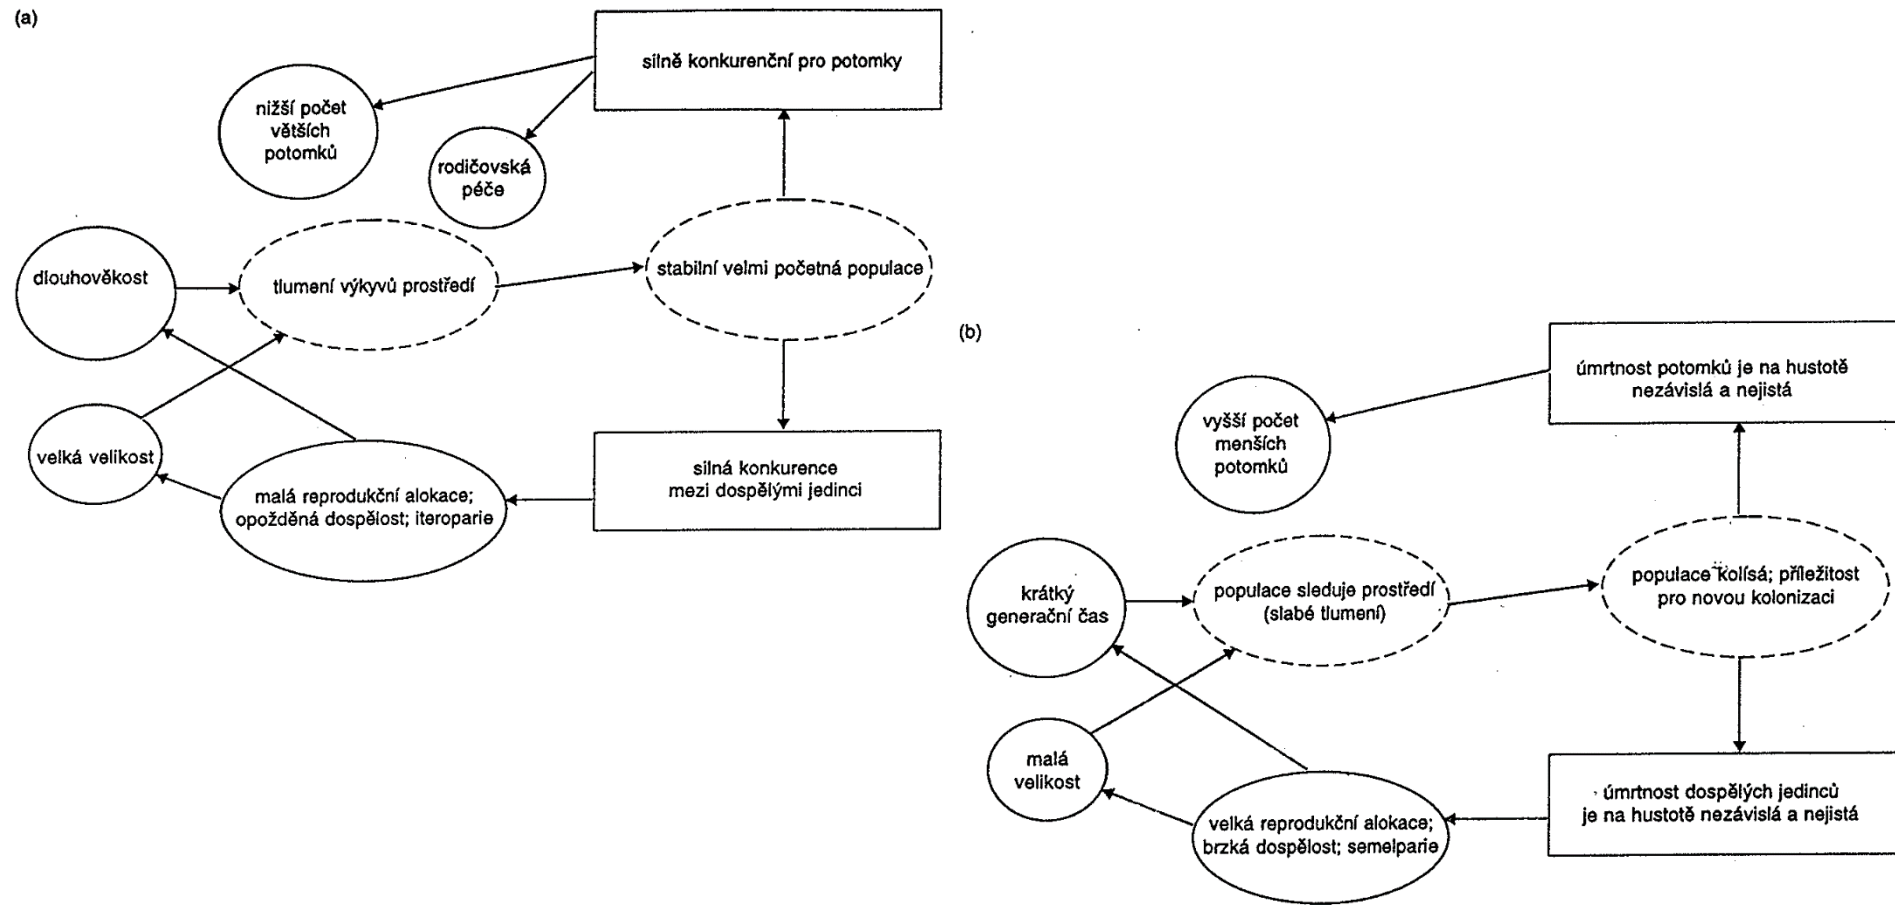 (a)
silně konkurenční pro potomky
nižší počet
větších
potomků
rodičovská
péče
dlouhověkost
tlumení výkyvů prostředí
stabilní velmi početná populace
velká velikost
malá reprodukční alokace;
opožděná dospělost; iteroparie
silná konkurence
mezi dospělými jedinci
(b)
úmrtnost potomků je na hustotě
nezávislá a nejistá
vyšší počet
menších
potomků
krátký
generační čas
populace sleduje prostředí
(slabé tlumení)
populace kolísá; příležitost
pro novou kolonizaci
malá
velikost
velká reprodukční alokace;
brzká dospělost; semelparie
úmrtnost dospělých jedinců
je na hustotě nezávislá a nejistá